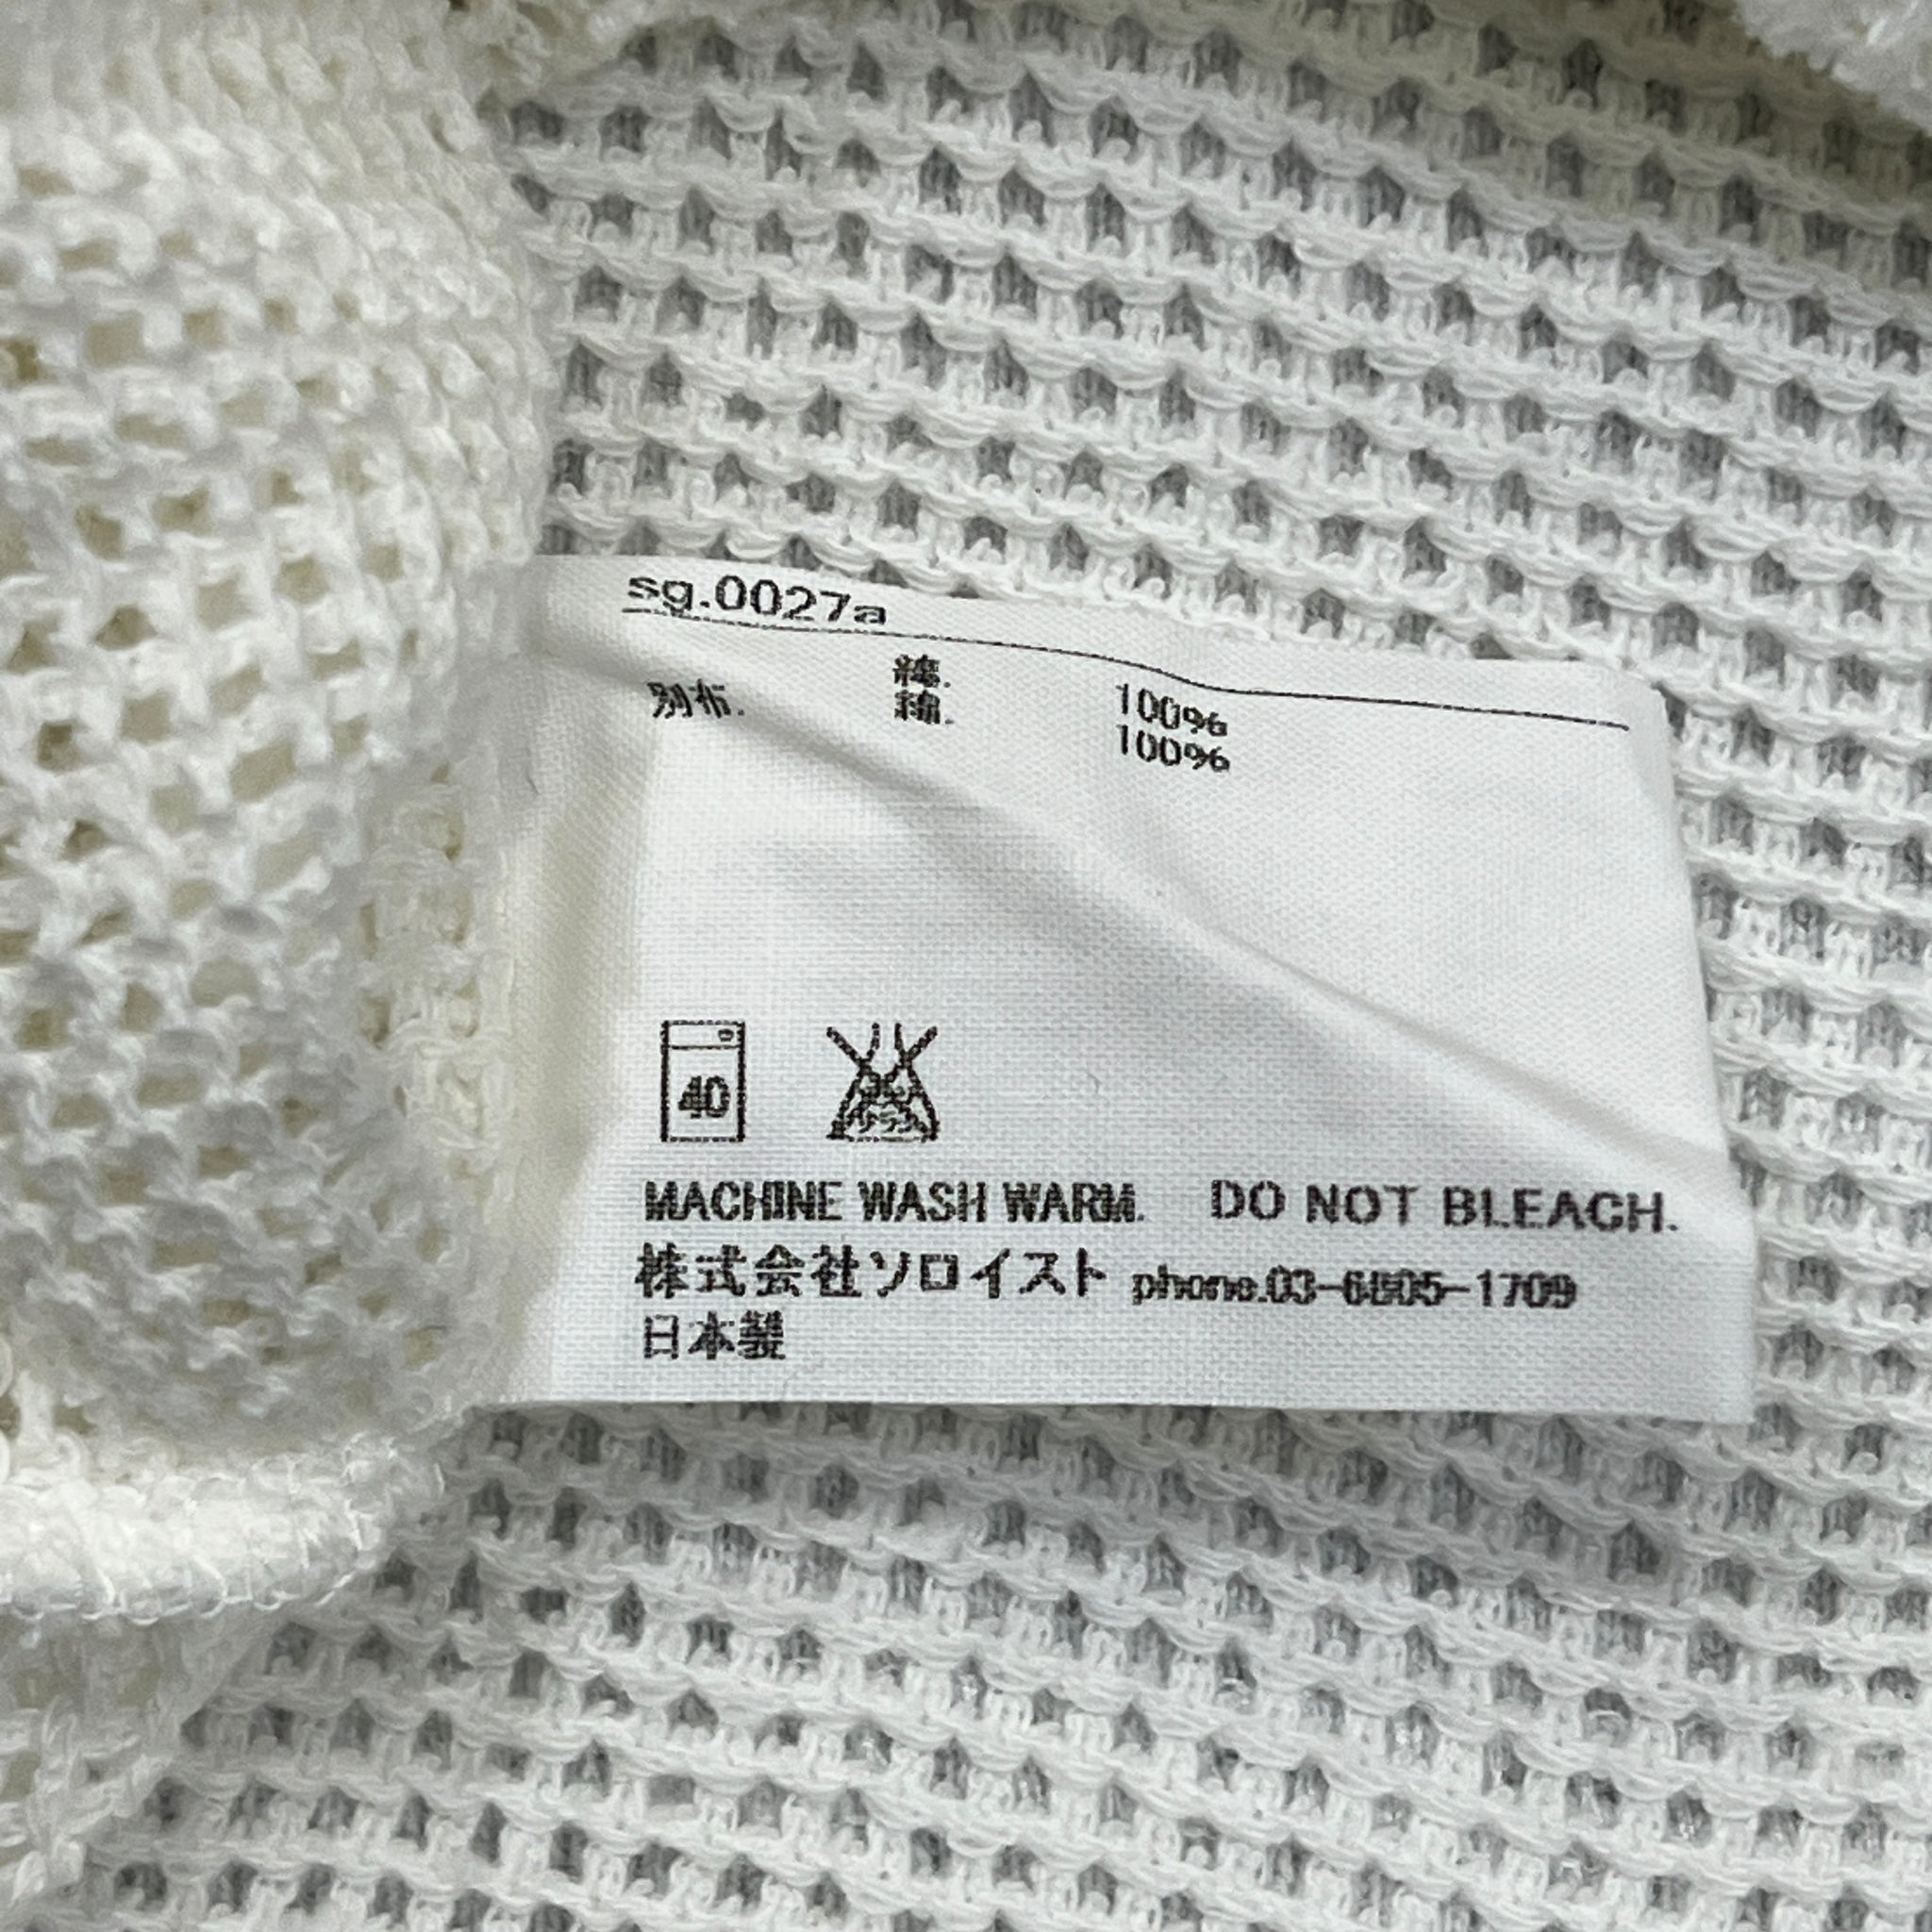 sg.0027a
綿. 100%
別布. 綿. 100%
40
MACHINE WASH WARM. DO NOT BLEACH.
株式会社ソロイスト phone.03-6805-1709
日本製